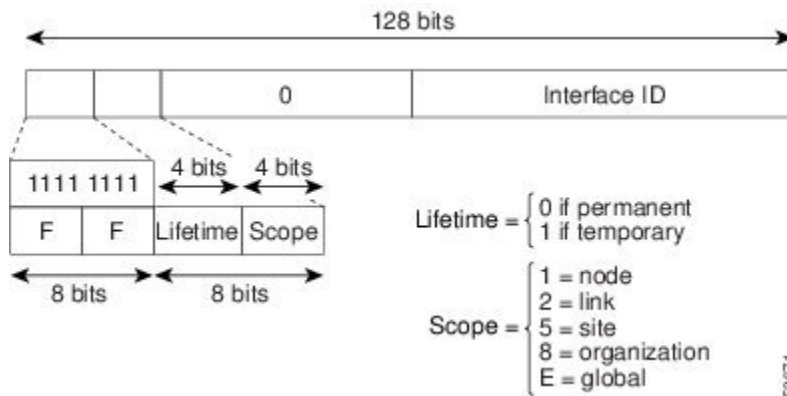 128 bits
0 Interface ID
4 bits 4 bits
1111 1111
F F Lifetime Scope
8 bits 8 bits
Lifetime = { 0 if permanent
1 if temporary
Scope = { 1 = node
2 = link
5 = site
8 = organization
E = global